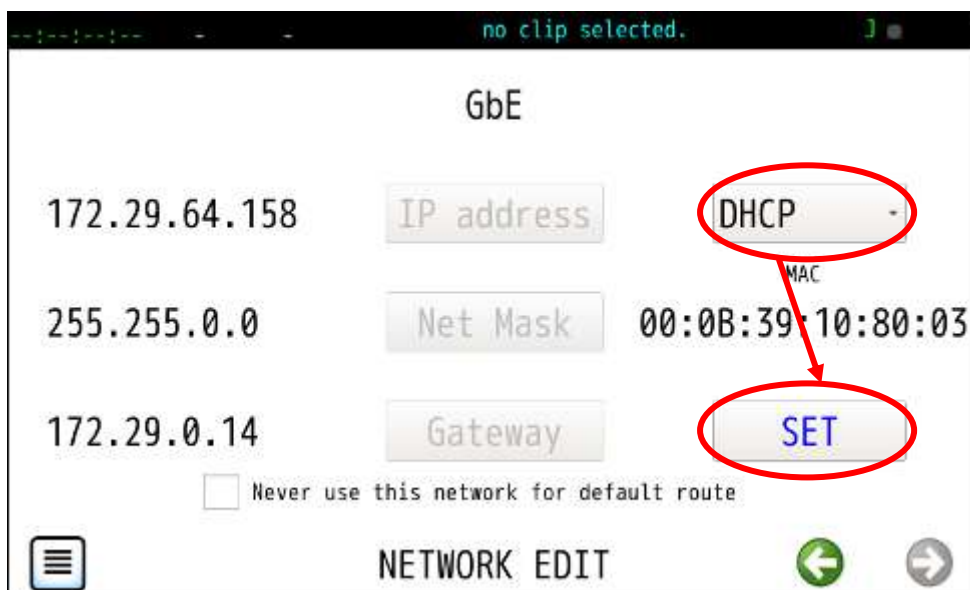 --:--:--:-- - - no clip selected. ]
GbE
172.29.64.158 IP address DHCP
MAC
255.255.0.0 Net Mask 00:0B:39:10:80:03
172.29.0.14 Gateway SET
Never use this network for default route
NETWORK EDIT